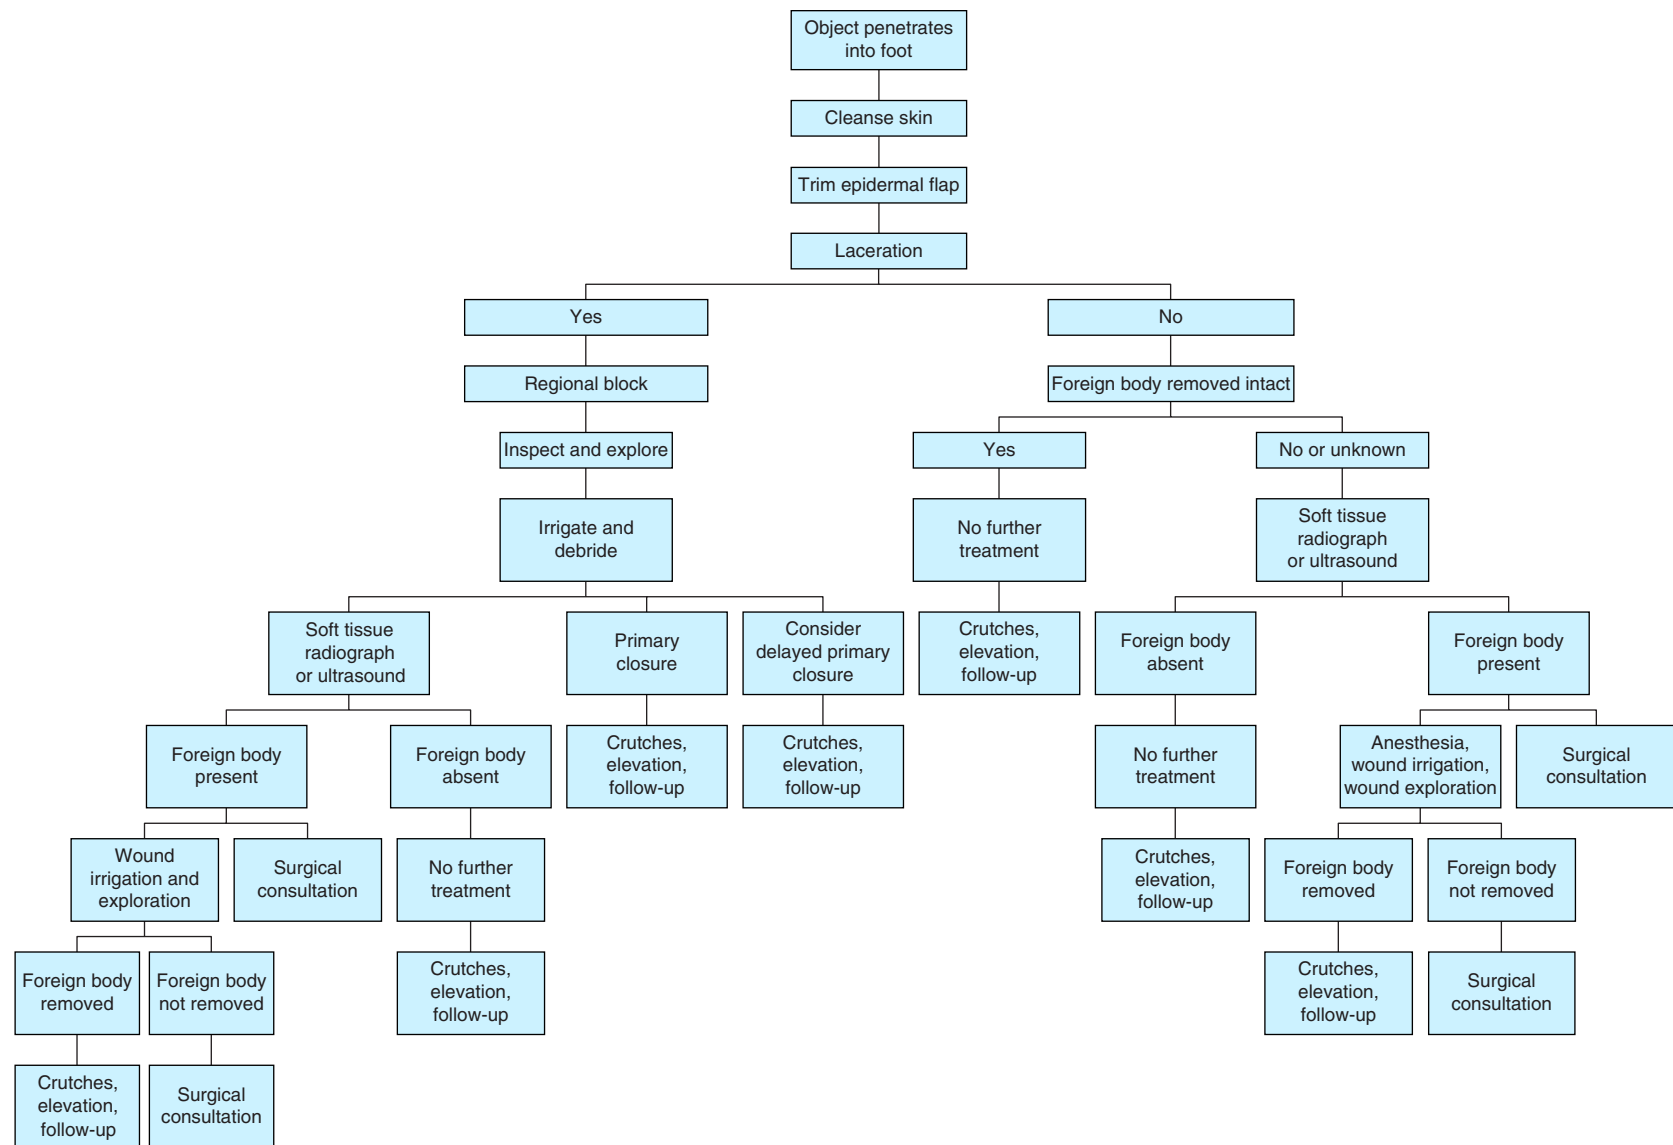 Object penetrates
into foot
Cleanse skin
Trim epidermal flap
Laceration
Yes
No
Regional block
Foreign body removed intact
Inspect and explore
Yes
No or unknown
Irrigate and
debride
No further
treatment
Soft tissue
radiograph
or ultrasound
Soft tissue
radiograph
or ultrasound
Primary
closure
Consider
delayed primary
closure
Crutches,
elevation,
follow-up
Foreign body
absent
Foreign body
present
Foreign body
present
Foreign body
absent
Crutches,
elevation,
follow-up
Crutches,
elevation,
follow-up
No further
treatment
Anesthesia,
wound irrigation,
wound exploration
Surgical
consultation
Wound
irrigation and
exploration
Surgical
consultation
No further
treatment
Crutches,
elevation,
follow-up
Foreign body
removed
Foreign body
not removed
Foreign body
removed
Foreign body
not removed
Crutches,
elevation,
follow-up
Crutches,
elevation,
follow-up
Surgical
consultation
Crutches,
elevation,
follow-up
Surgical
consultation